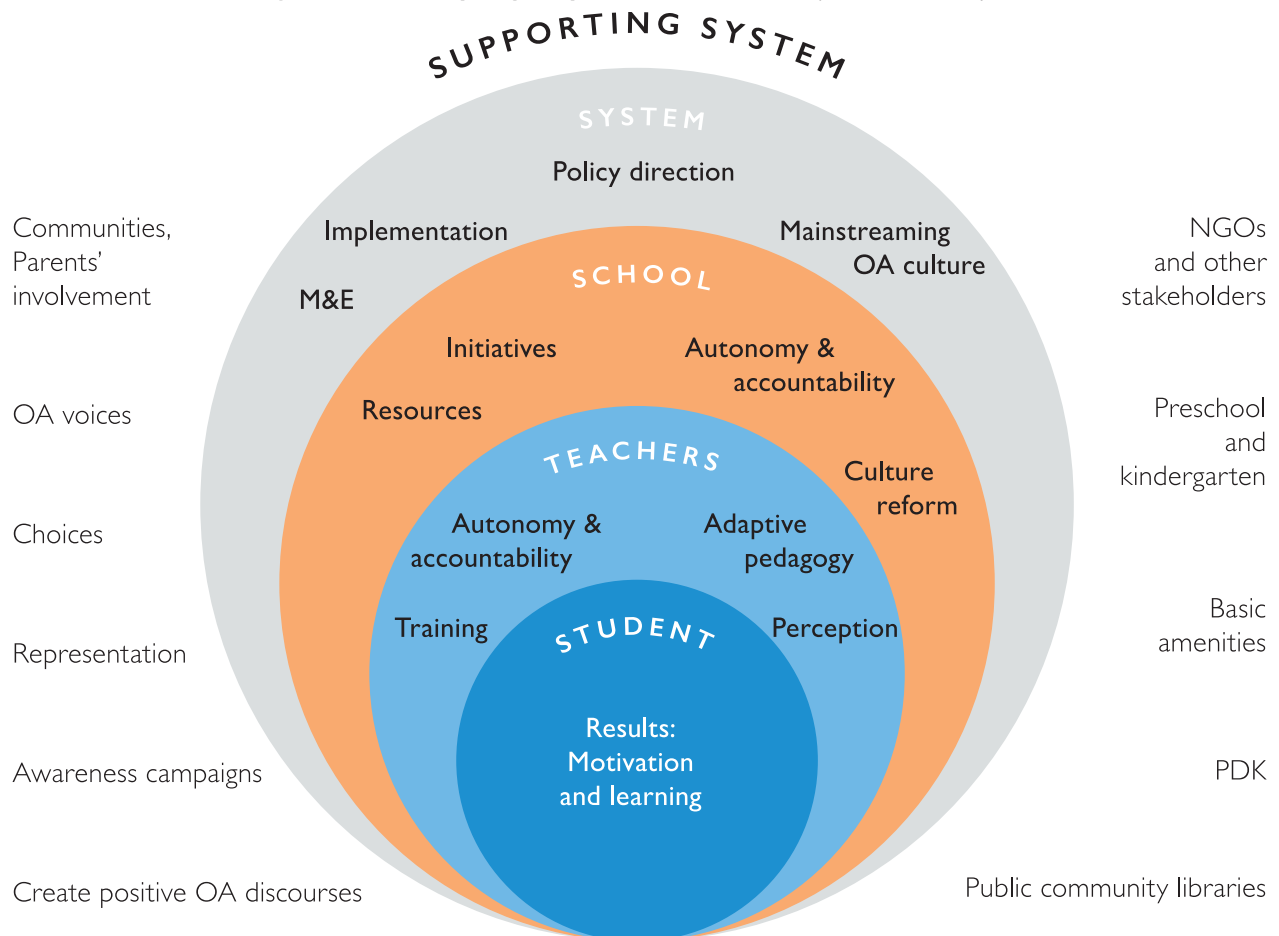 SUPPORTING SYSTEM
SYSTEM
Policy direction
Implementation
Mainstreaming
OA culture
M&E
SCHOOL
Initiatives
Autonomy &
accountability
Resources
Culture
reform
TEACHERS
Autonomy &
accountability
Adaptive
pedagogy
Training
Perception
STUDENT
Results:
Motivation
and learning
Communities,
Parents’
involvement
OA voices
Choices
Representation
Awareness campaigns
Create positive OA discourses
NGOs
and other
stakeholders
Preschool
and
kindergarten
Basic
amenities
PDK
Public community libraries